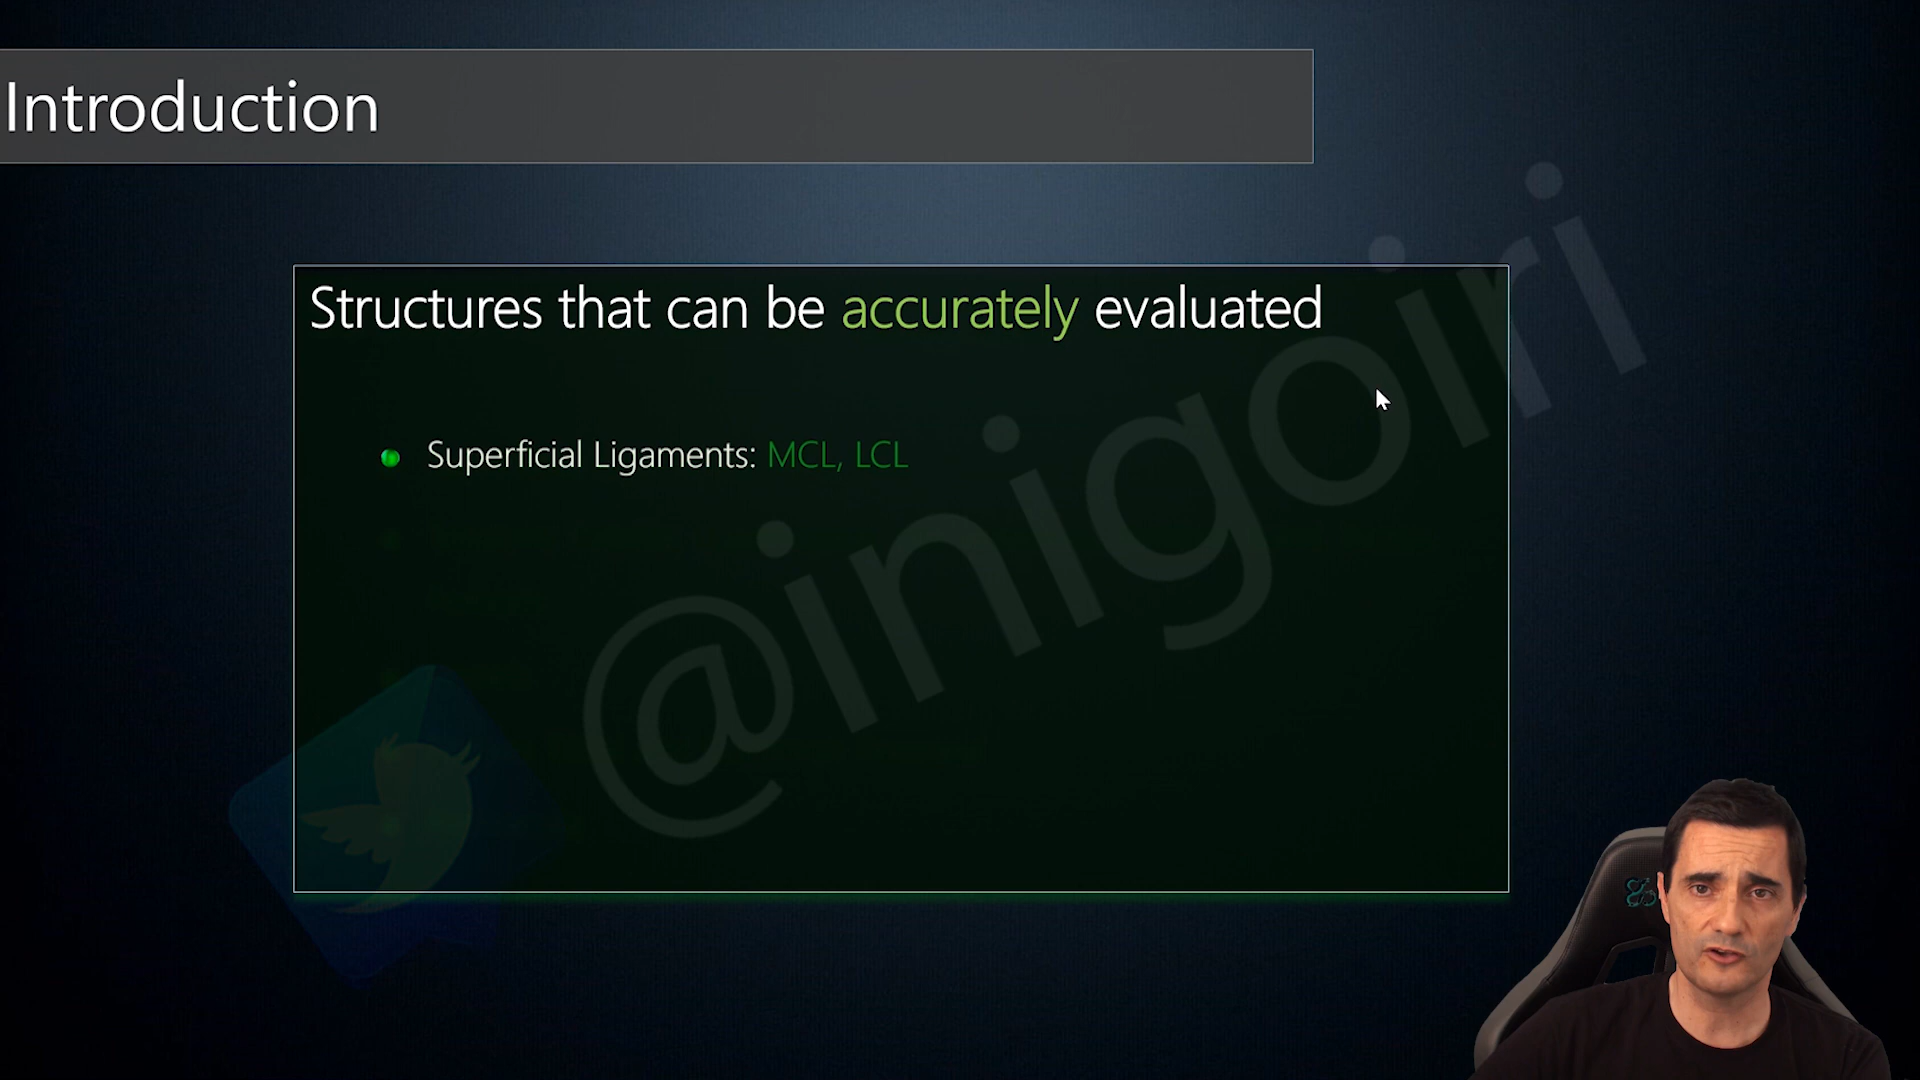 Introduction
Structures that can be accurately evaluated
Superficial Ligaments: MCL, LCL
@inigoiri